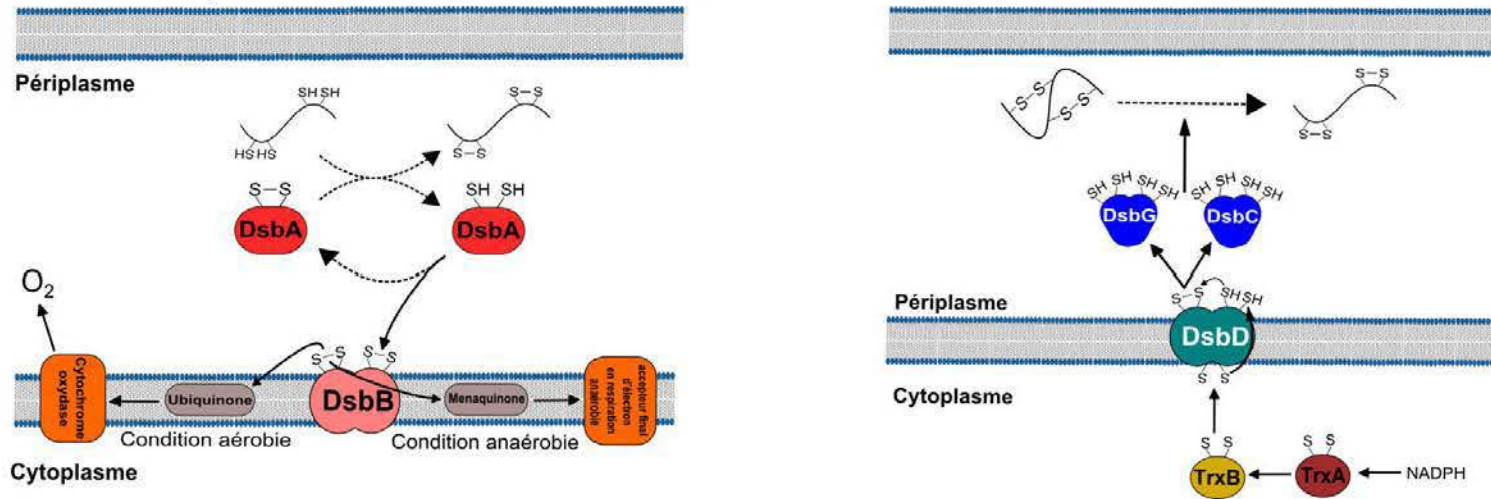 Périplasme
SH SH
HS HS
S-S
S-S
S-S
SH SH
DsbA
DsbA
O2
S-S
S-S
Cytochrome
oxydase
Ubiquinone
DsbB
Menaquinone
accepteur final
d'électron
en respiration
anaérobie
Condition aérobie
Condition anaérobie
Cytoplasme
S-S
S-S
S-S
S-S
SH SH SH SH
SH SH SH SH
DsbG
DsbC
Périplasme
S-S
SH SH
DsbD
S S
Cytoplasme
S S
S S
TrxB
TrxA
NADPH